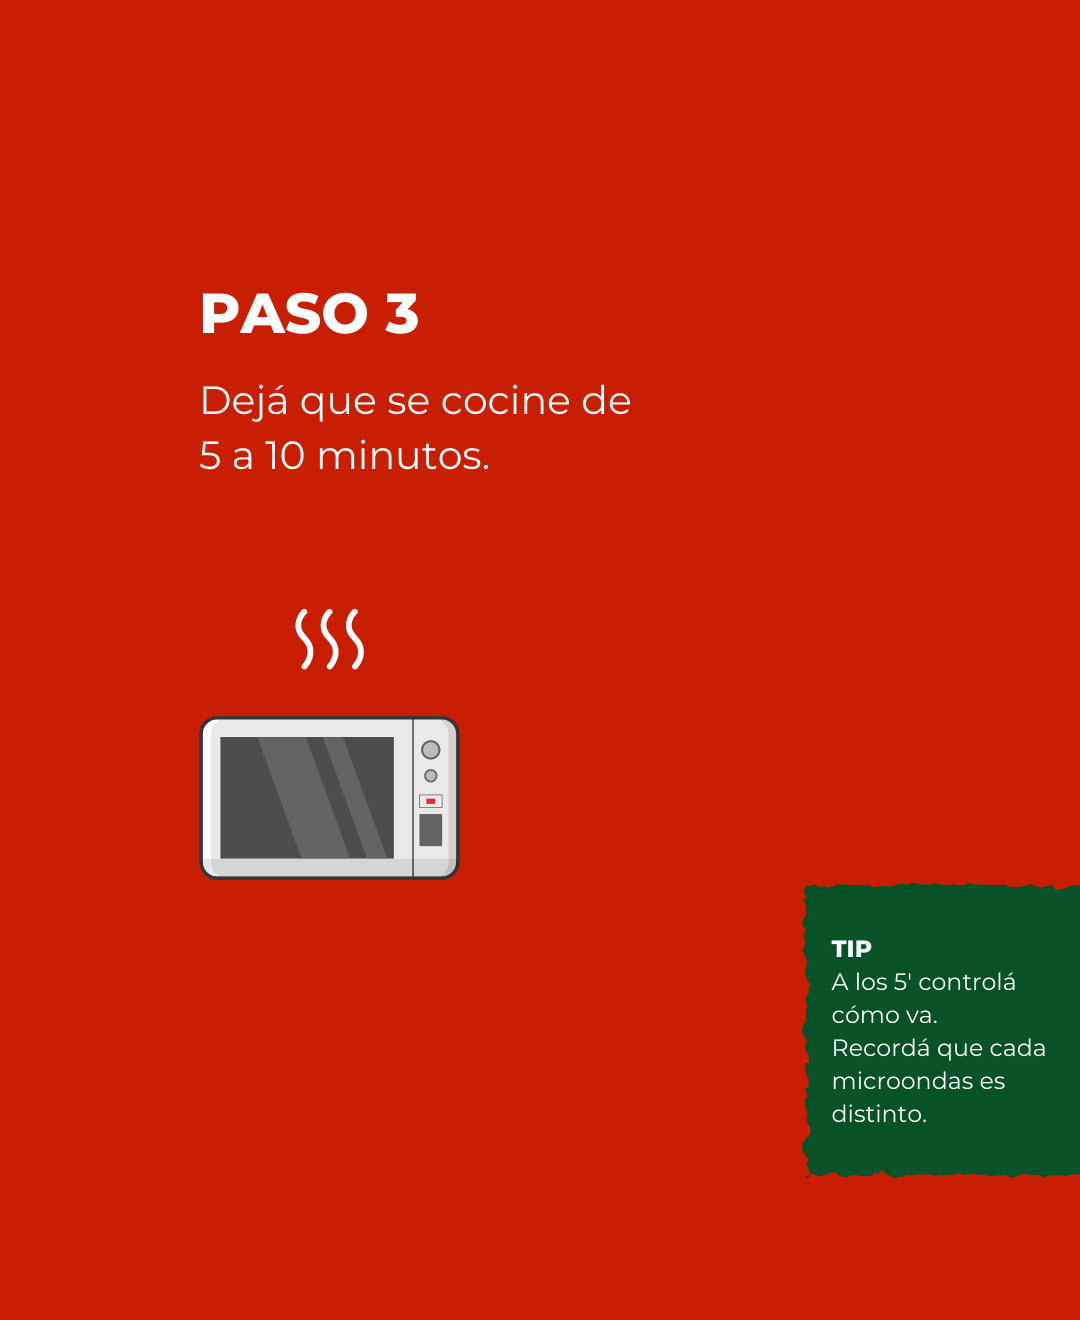 PASO 3
Dejá que se cocine de
5 a 10 minutos.
TIP
A los 5' controlá
cómo va.
Recordá que cada
microondas es
distinto.